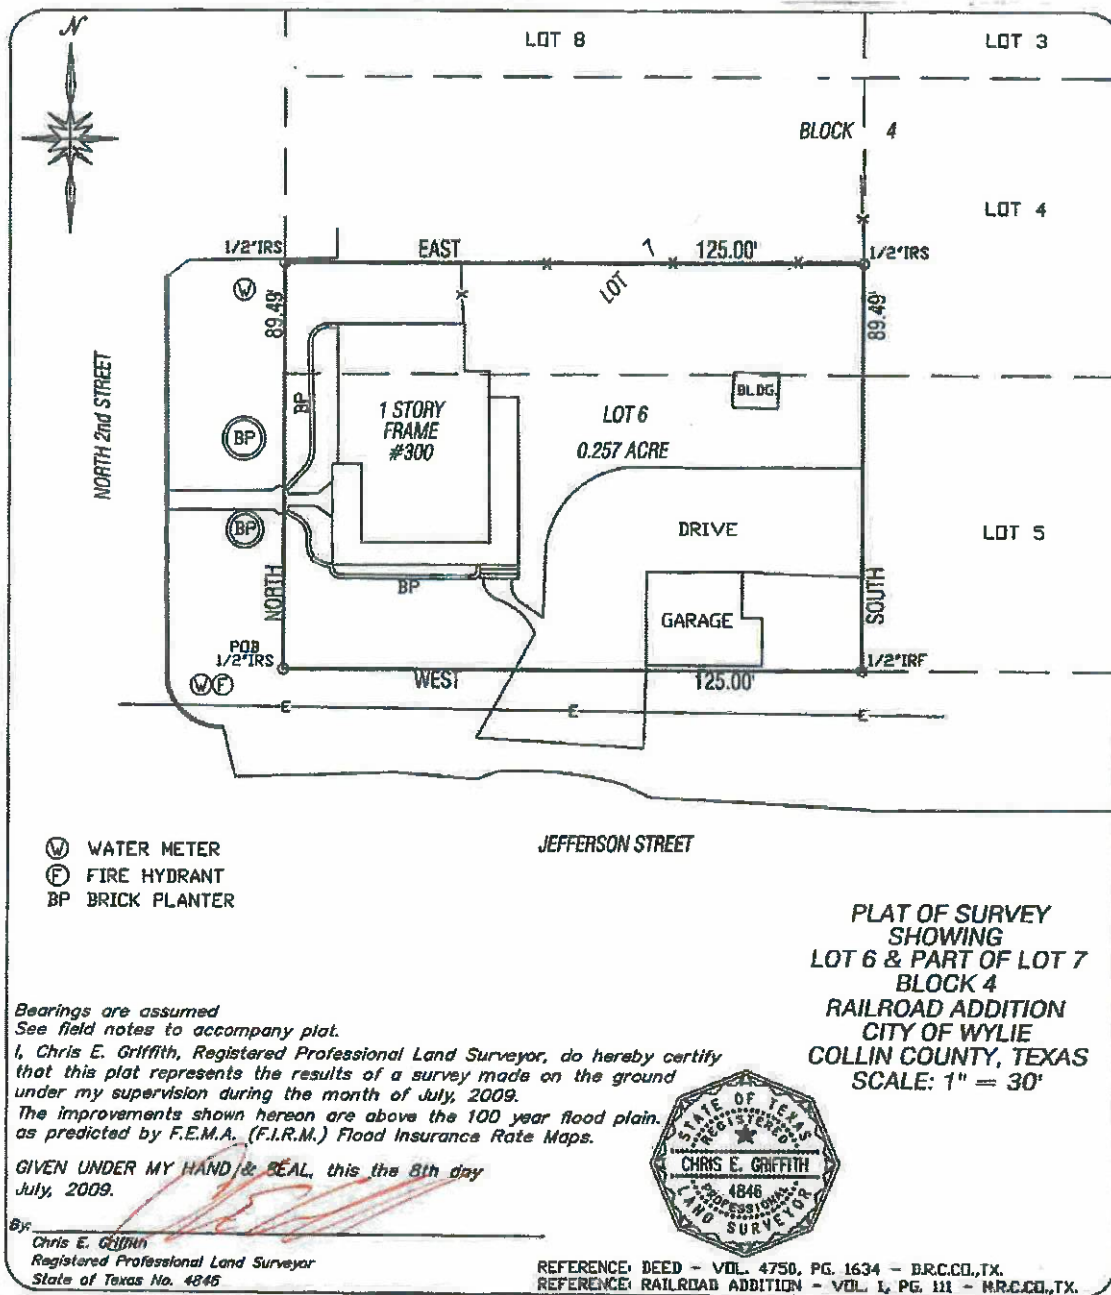 N
LOT 8
LOT 3
BLOCK 4
LOT 4
1/2"IRS
EAST
LOT 7
125.00'
1/2"IRS
W
89.49'
89.49'
NORTH 2nd STREET
BP
BP
1 STORY
FRAME
#300
LOT 6
0.257 ACRE
BLDG.
BP
DRIVE
LOT 5
NORTH
BP
GARAGE
SOUTH
POB
1/2"IRS
WEST
125.00'
1/2"IRF
W F
E
E
E
JEFFERSON STREET
W WATER METER
F FIRE HYDRANT
BP BRICK PLANTER
PLAT OF SURVEY
SHOWING
LOT 6 & PART OF LOT 7
BLOCK 4
RAILROAD ADDITION
CITY OF WYLIE
COLLIN COUNTY, TEXAS
SCALE: 1" = 30'
Bearings are assumed
See field notes to accompany plat.
I, Chris E. Griffith, Registered Professional Land Surveyor, do hereby certify
that this plat represents the results of a survey made on the ground
under my supervision during the month of July, 2009.
The improvements shown hereon are above the 100 year flood plain.
as predicted by F.E.M.A. (F.I.R.M.) Flood Insurance Rate Maps.
GIVEN UNDER MY HAND & SEAL, this the 8th day
July, 2009.
By:
Chris E. Griffith
Registered Professional Land Surveyor
State of Texas No. 4846
STATE OF TEXAS
REGISTERED
CHRIS E. GRIFFITH
4846
PROFESSIONAL
LAND SURVEYOR
REFERENCE: DEED - VOL. 4750, PG. 1634 - D.R.C.CO.,TX.
REFERENCE: RAILROAD ADDITION - VOL. 1, PG. 111 - M.R.C.CO.,TX.